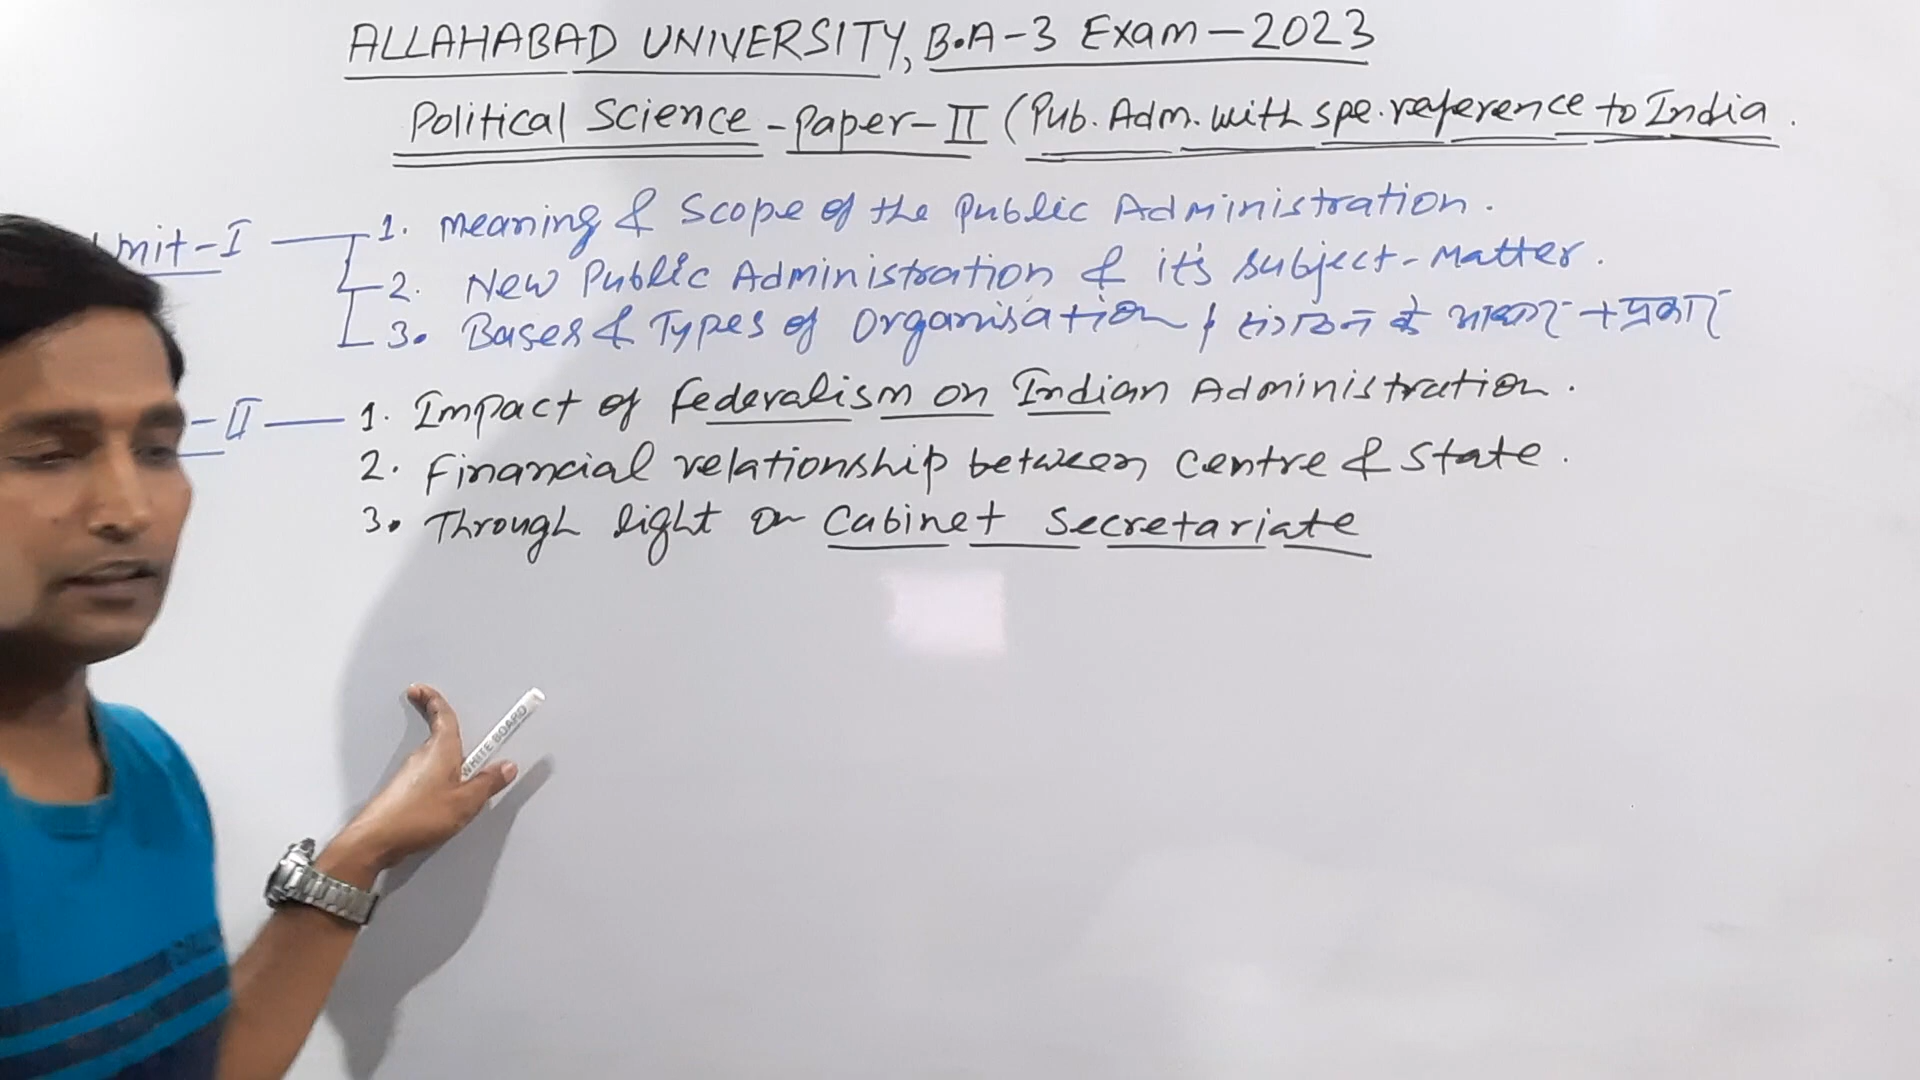 ALLAHABAD UNIVERSITY, B.A-3 Exam-2023
Political Science - Paper-II (Pub. Adm. with spe. reference to India.
Unit-I 1. Meaning & Scope of the Public Administration.
2. New Public Administration & it's subject-Matter.
3. Bases & Types of Organisation / संगठन के आकार + प्रकार
-II 1. Impact of federalism on Indian Administration.
2. Financial relationship between Centre & State.
3. Through light on Cabinet Secretariate
WHITE BOARD